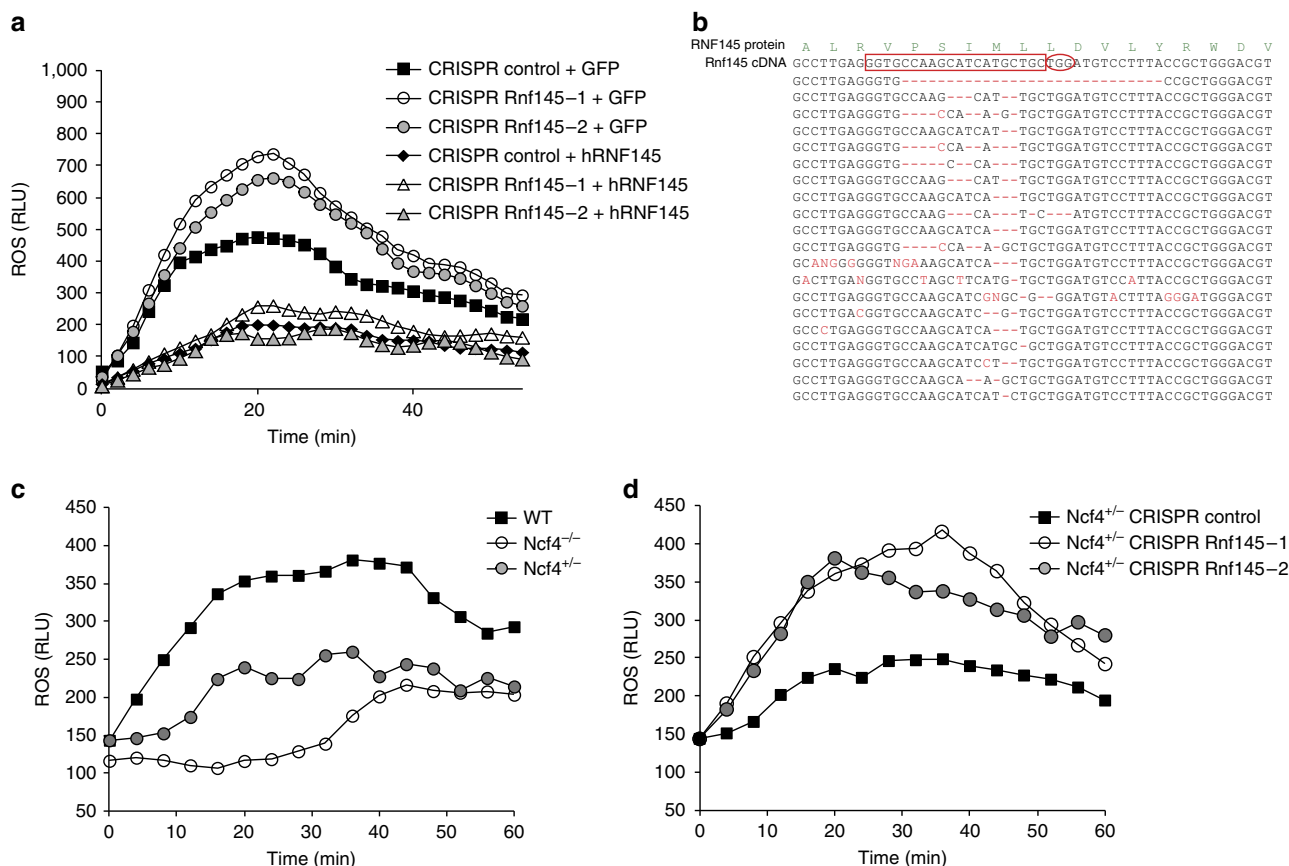 a
1,000
900
800
700
600
500
400
300
200
100
0
ROS (RLU)
0 20 40
Time (min)
CRISPR control + GFP
CRISPR Rnf145−1 + GFP
CRISPR Rnf145−2 + GFP
CRISPR control + hRNF145
CRISPR Rnf145−1 + hRNF145
CRISPR Rnf145−2 + hRNF145
b
RNF145 protein A L R V P S I M L L D V L Y R W D V
Rnf145 cDNA GCCTTGAGGGTGCCAAGCATCATGCTGCTGGATGTCCTTTACCGCTGGGACGT
GCCTTGAGGGTG-----------------------------CCGCTGGGACGT
GCCTTGAGGGTGCCAAG---CAT--TGCTGGATGTCCTTTACCGCTGGGACGT
GCCTTGAGGGTG----CCA--A-G-TGCTGGATGTCCTTTACCGCTGGGACGT
GCCTTGAGGGTGCCAAGCATCAT--TGCTGGATGTCCTTTACCGCTGGGACGT
GCCTTGAGGGTG----CCA--A---TGCTGGATGTCCTTTACCGCTGGGACGT
GCCTTGAGGGTG-----C--CA---TGCTGGATGTCCTTTACCGCTGGGACGT
GCCTTGAGGGTGCCAAG---CAT--TGCTGGATGTCCTTTACCGCTGGGACGT
GCCTTGAGGGTGCCAAGCATCA---TGCTGGATGTCCTTTACCGCTGGGACGT
GCCTTGAGGGTGCCAAG---CA---T-C---ATGTCCTTTACCGCTGGGACGT
GCCTTGAGGGTGCCAAGCATCA---TGCTGGATGTCCTTTACCGCTGGGACGT
GCCTTGAGGGTG----CCA--A-GCTGCTGGATGTCCTTTACCGCTGGGACGT
GCANGGGGGGTNGAAAGCATCA---TGCTGGATGTCCTTTACCGCTGGGACGT
ACTTGANGGTGCCTAGCTTCATG-TGCTGGATGTCCATTACCGCTGGGACGT
GCCTTGAGGGTGCCAAGCATCGNGC-G--GGATGTACTTTAGGGATGGGACGT
GCCTTGACGGTGCCAAGCATC--G-TGCTGGATGTCCTTTACCGCTGGGACGT
GCCCTGAGGGTGCCAAGCATCA---TGCTGGATGTCCTTTACCGCTGGGACGT
GCCTTGAGGGTGCCAAGCATCATGC-GCTGGATGTCCTTTACCGCTGGGACGT
GCCTTGAGGGTGCCAAGCATCCT--TGCTGGATGTCCTTTACCGCTGGGACGT
GCCTTGAGGGTGCCAAGCA--A-GCTGCTGGATGTCCTTTACCGCTGGGACGT
GCCTTGAGGGTGCCAAGCATCAT-CTGCTGGATGTCCTTTACCGCTGGGACGT
c
450
400
350
300
250
200
150
100
50
ROS (RLU)
0 10 20 30 40 50 60
Time (min)
WT
Ncf4−/−
Ncf4+/−
d
450
400
350
300
250
200
150
100
50
ROS (RLU)
0 10 20 30 40 50 60
Time (min)
Ncf4+/− CRISPR control
Ncf4+/− CRISPR Rnf145−1
Ncf4+/− CRISPR Rnf145−2